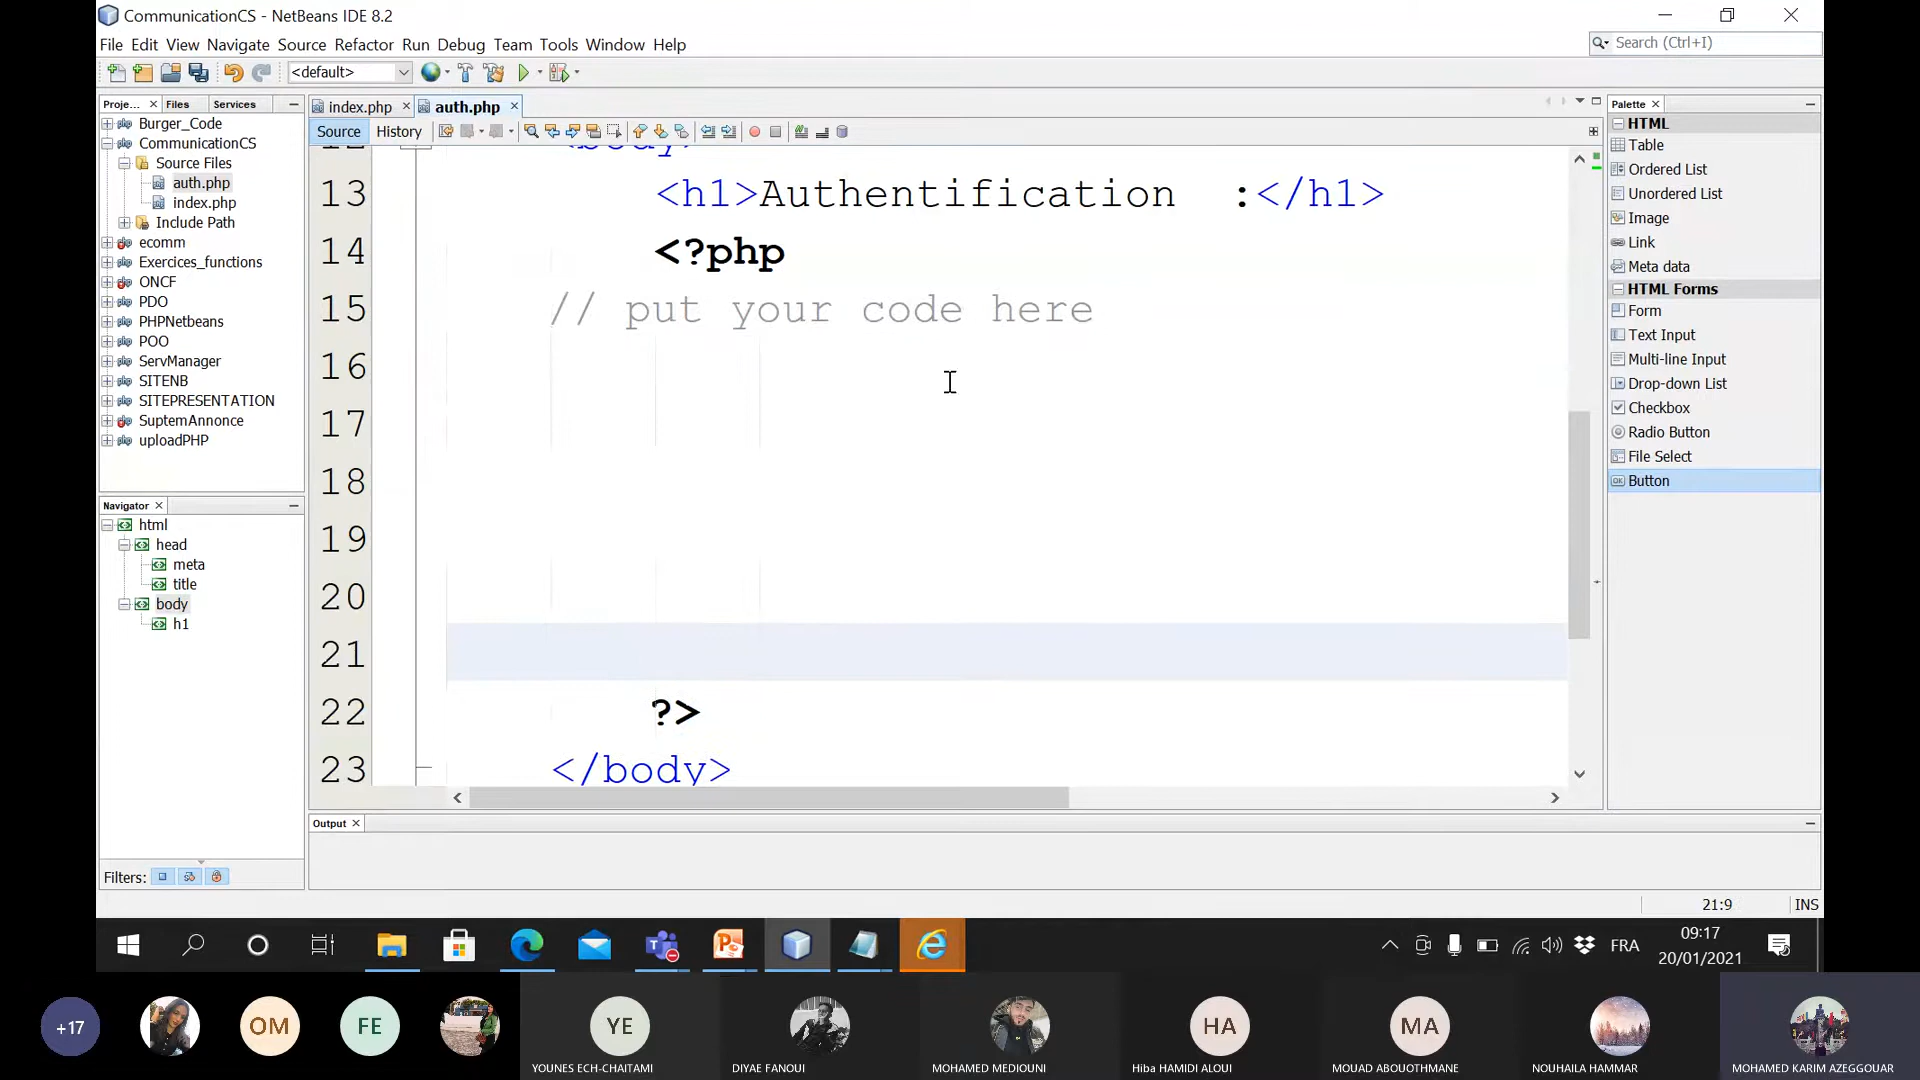 CommunicationCS - NetBeans IDE 8.2
File Edit View Navigate Source Refactor Run Debug Team Tools Window Help
Search (Ctrl+I)
<default>
Proje... Files Services
index.php auth.php
Palette
Source History
HTML
Table
Ordered List
Unordered List
Image
Link
Meta data
HTML Forms
Form
Text Input
Multi-line Input
Drop-down List
Checkbox
Radio Button
File Select
Button
Burger_Code
CommunicationCS
Source Files
auth.php
index.php
Include Path
ecomm
Exercices_functions
ONCF
PDO
PHPNetbeans
POO
ServManager
SITENB
SITEPRESENTATION
SuptemAnnonce
uploadPHP
Navigator
html
head
meta
title
body
h1
Filters:
12 <body>
13 <h1>Authentification :</h1>
14 <?php
15 // put your code here
16
17
18
19
20
21
22 ?>
23 </body>
Output
21:9 INS
FRA
09:17
20/01/2021
+17
OM
FE
YE
HA
MA
YOUNES ECH-CHAITAMI
DIYAE FANOUI
MOHAMED MEDIOUNI
Hiba HAMIDI ALOUI
MOUAD ABOUOTHMANE
NOUHAILA HAMMAR
MOHAMED KARIM AZEGGOUAR